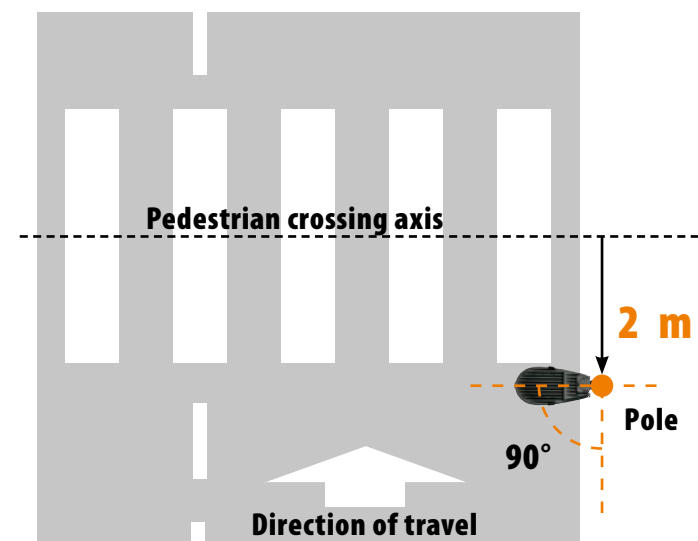 Pedestrian crossing axis
2 m
Pole
90°
Direction of travel